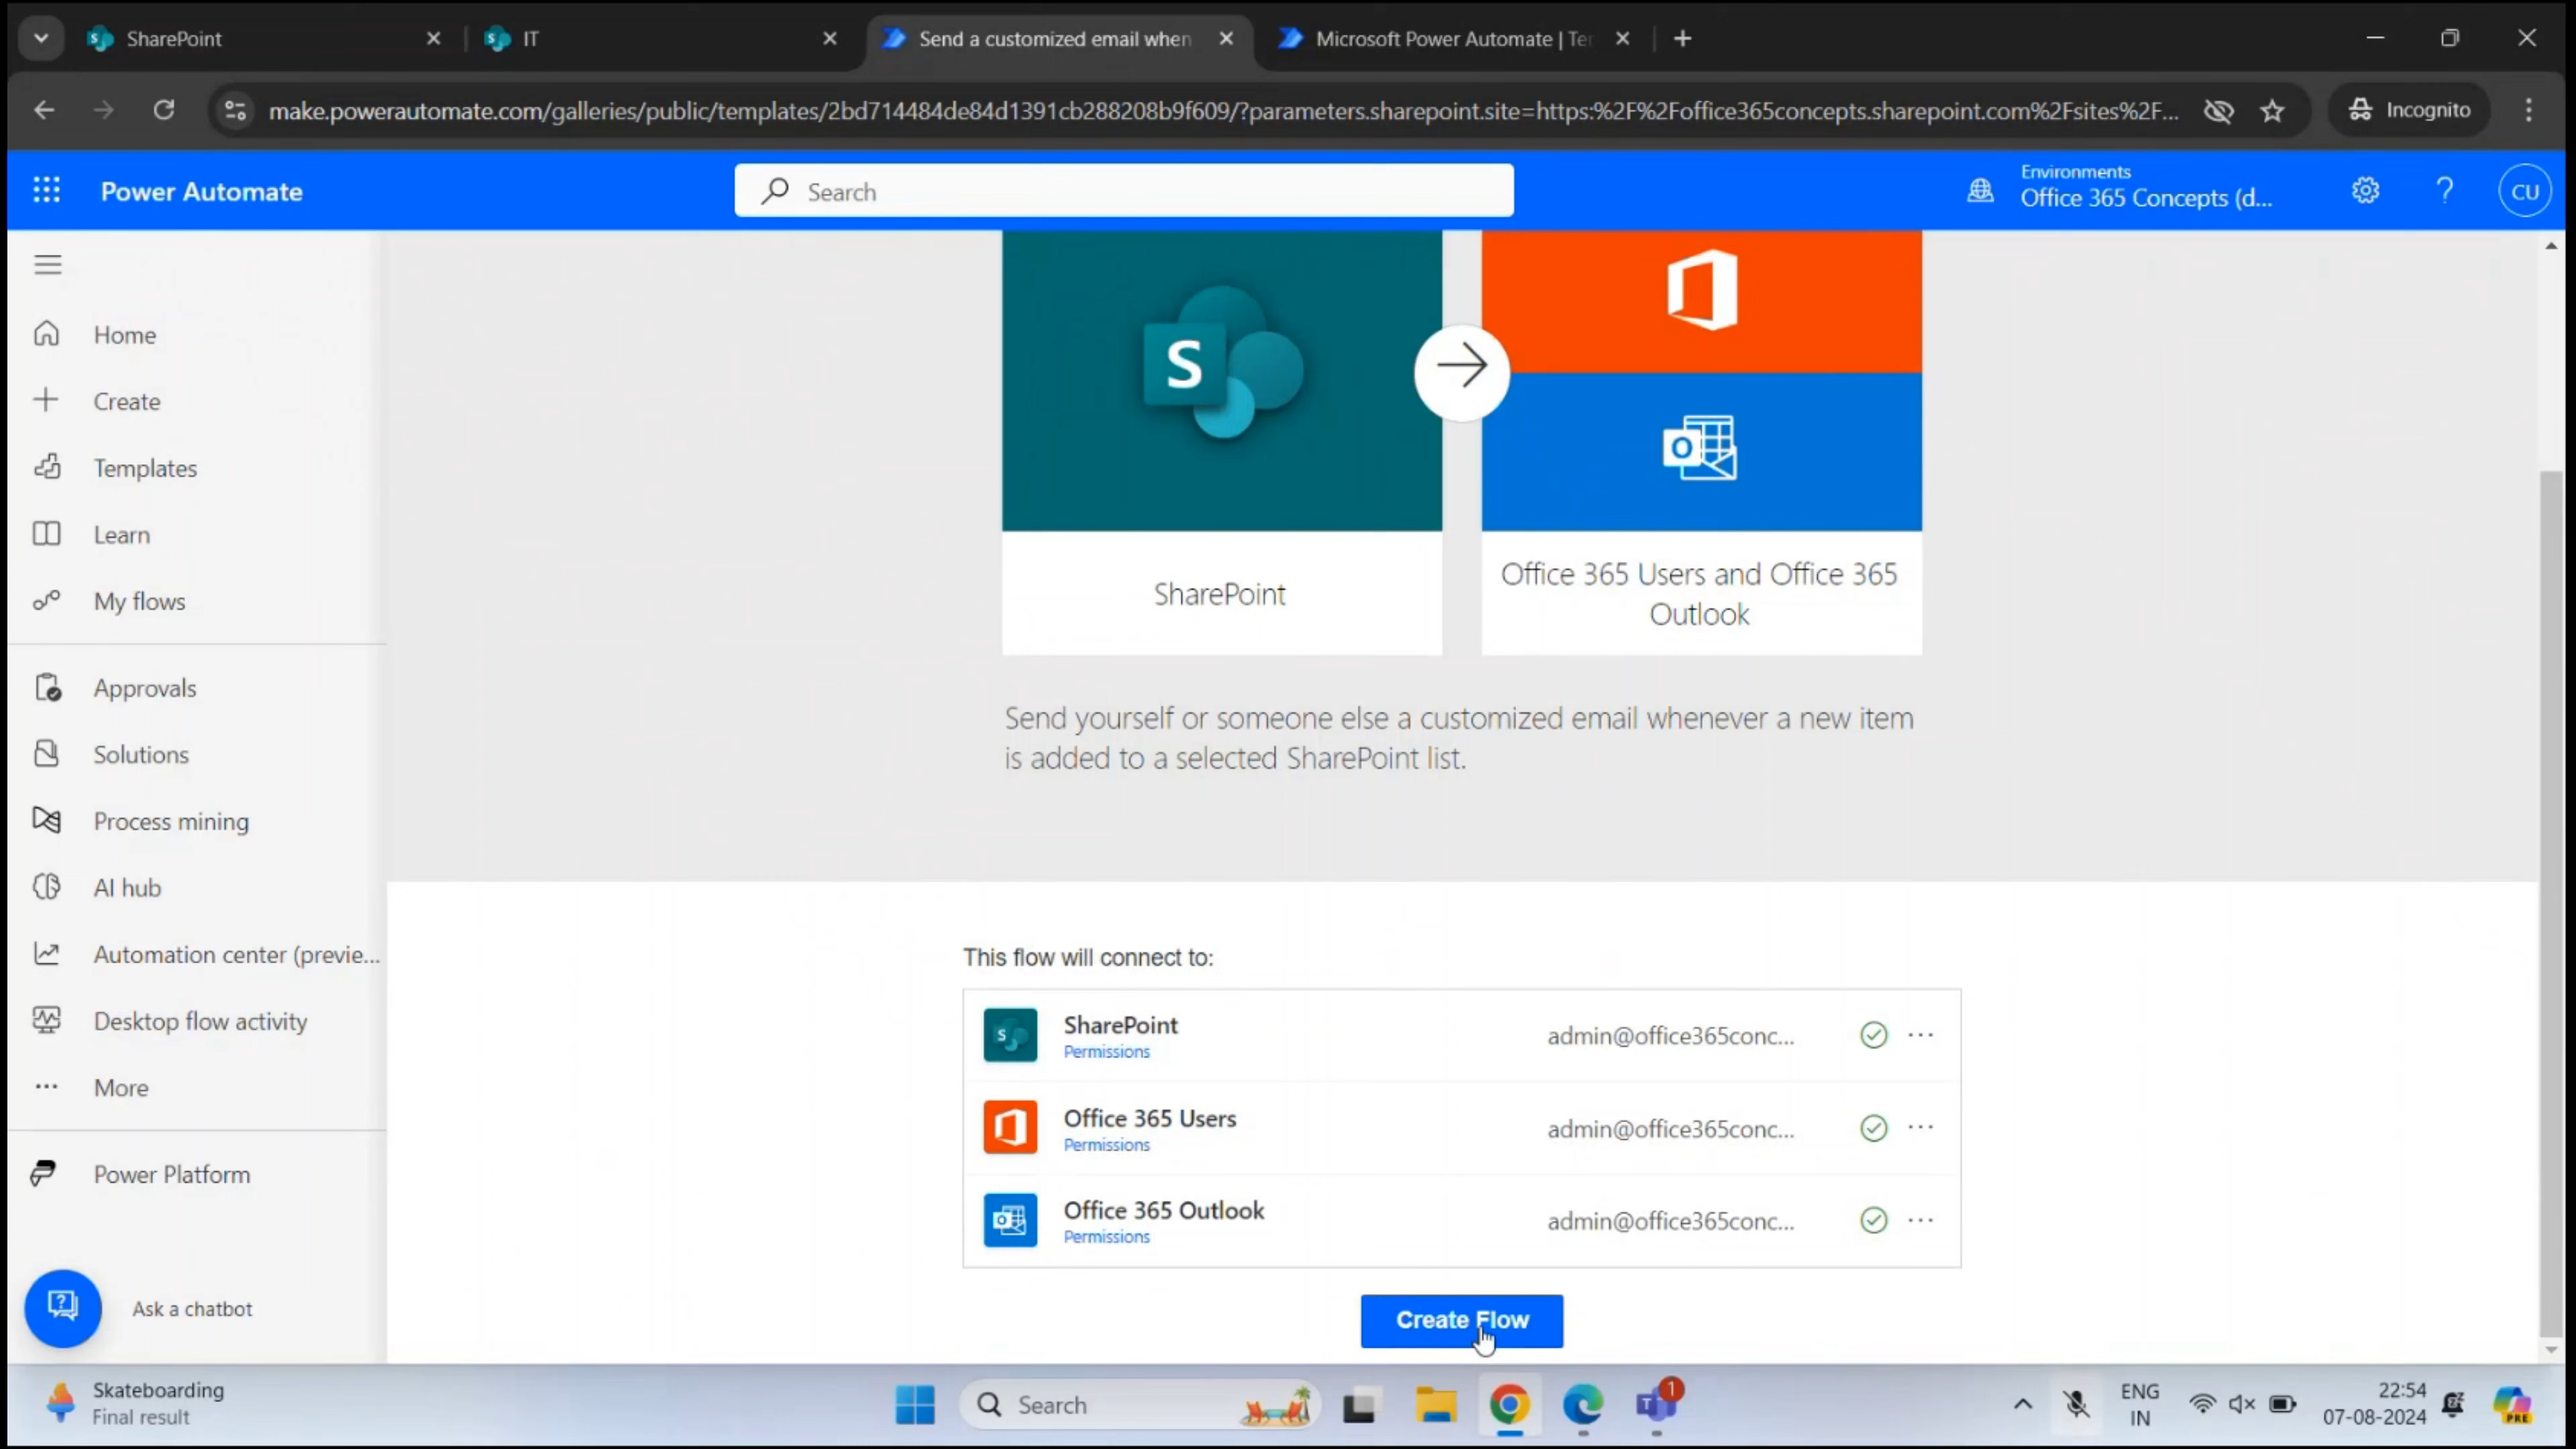 SharePoint
IT
Send a customized email when
Microsoft Power Automate | Te
make.powerautomate.com/galleries/public/templates/2bd714484de84d1391cb288208b9f609/?parameters.sharepoint.site=https:%2F%2Foffice365concepts.sharepoint.com%2Fsites%2F...
Incognito
Power Automate
Search
Environments
Office 365 Concepts (d...
?
CU
Home
Create
Templates
Learn
My flows
Approvals
Solutions
Process mining
AI hub
Automation center (previe...
Desktop flow activity
More
Power Platform
Ask a chatbot
S
SharePoint
Office 365 Users and Office 365
Outlook
Send yourself or someone else a customized email whenever a new item
is added to a selected SharePoint list.
This flow will connect to:
SharePoint
Permissions
admin@office365conc...
Office 365 Users
Permissions
admin@office365conc...
Office 365 Outlook
Permissions
admin@office365conc...
Create Flow
Skateboarding
Final result
Search
1
ENG
IN
22:54
07-08-2024
PRE